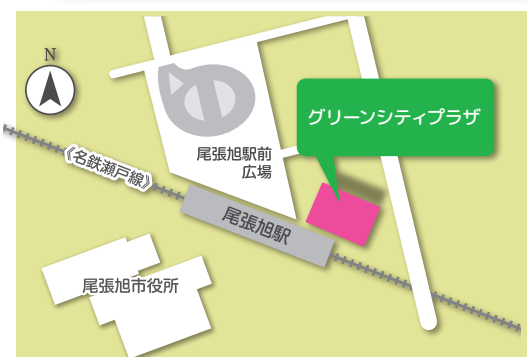 N
グリーンシティプラザ
尾張旭駅前
広場
《名鉄瀬戸線》
尾張旭駅
尾張旭市役所